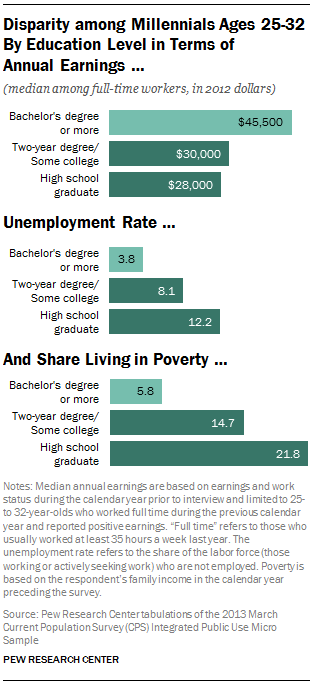 Disparity among Millennials Ages 25-32
By Education Level in Terms of
Annual Earnings ...
(median among full-time workers, in 2012 dollars)
Bachelor's degree
or more
$45,500
Two-year degree/
Some college
$30,000
High school
graduate
$28,000
Unemployment Rate ...
Bachelor's degree
or more
3.8
Two-year degree/
Some college
8.1
High school
graduate
12.2
And Share Living in Poverty ...
Bachelor's degree
or more
5.8
Two-year degree/
Some college
14.7
High school
graduate
21.8
Notes: Median annual earnings are based on earnings and work
status during the calendar year prior to interview and limited to 25-
to 32-year-olds who worked full time during the previous calendar
year and reported positive earnings. “Full time” refers to those who
usually worked at least 35 hours a week last year. The
unemployment rate refers to the share of the labor force (those
working or actively seeking work) who are not employed. Poverty is
based on the respondent’s family income in the calendar year
preceding the survey.
Source: Pew Research Center tabulations of the 2013 March
Current Population Survey (CPS) Integrated Public Use Micro
Sample
PEW RESEARCH CENTER